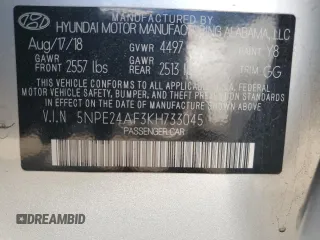 HYUNDAI MOTOR MANUFACTURING ALABAMA, LLC
Aug/17/18 GVWR 4497 Y8
GAWR FRONT 2557 lbs GAWR REAR 2513 lbs TRIM GG
THIS VEHICLE CONFORMS TO ALL APPLICABLE FEDERAL
MOTOR VEHICLE SAFETY, BUMPER, AND THEFT PREVENTION
STANDARDS IN EFFECT ON THE DATE OF MANUFACTURE
SHOWN ABOVE.
V.I.N 5NPE24AF3KH733045
PASSENGER CAR
DREAMBID